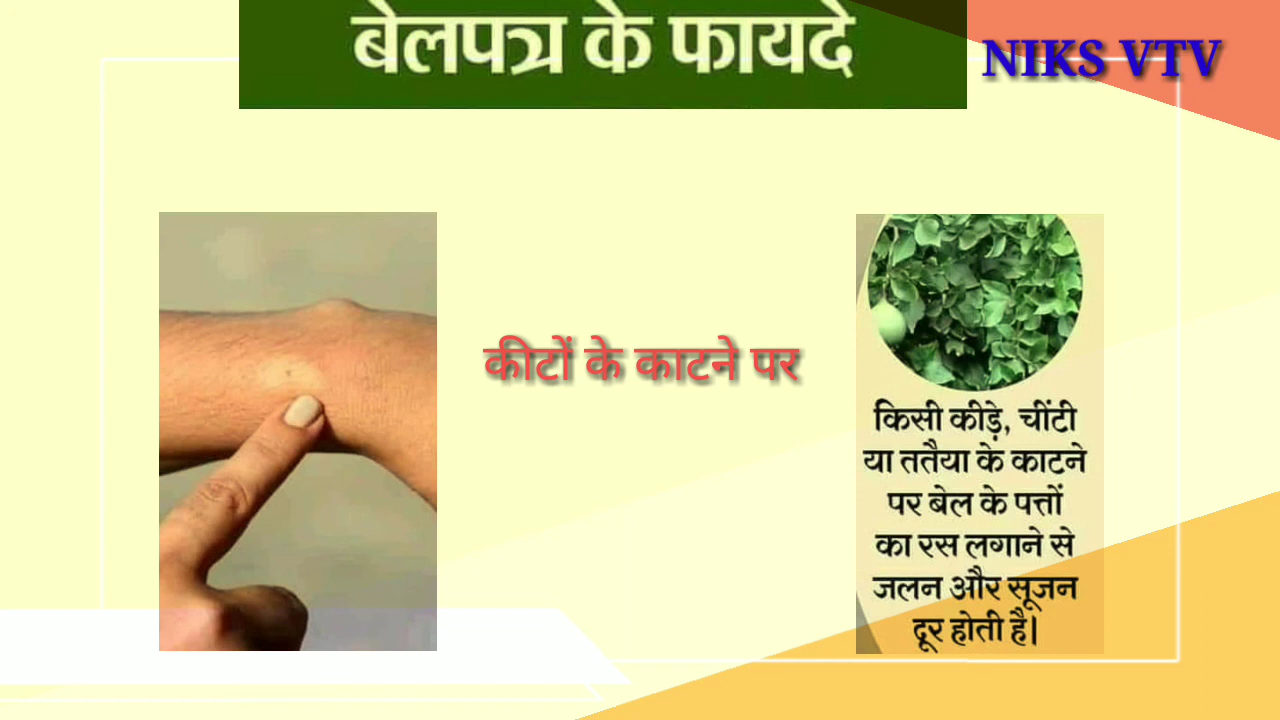 बेलपत्र के फायदे
NIKS VTV
कीटों के काटने पर
किसी कीड़े, चींटी
या ततैया के काटने
पर बेल के पत्तों
का रस लगाने से
जलन और सूजन
दूर होती है।